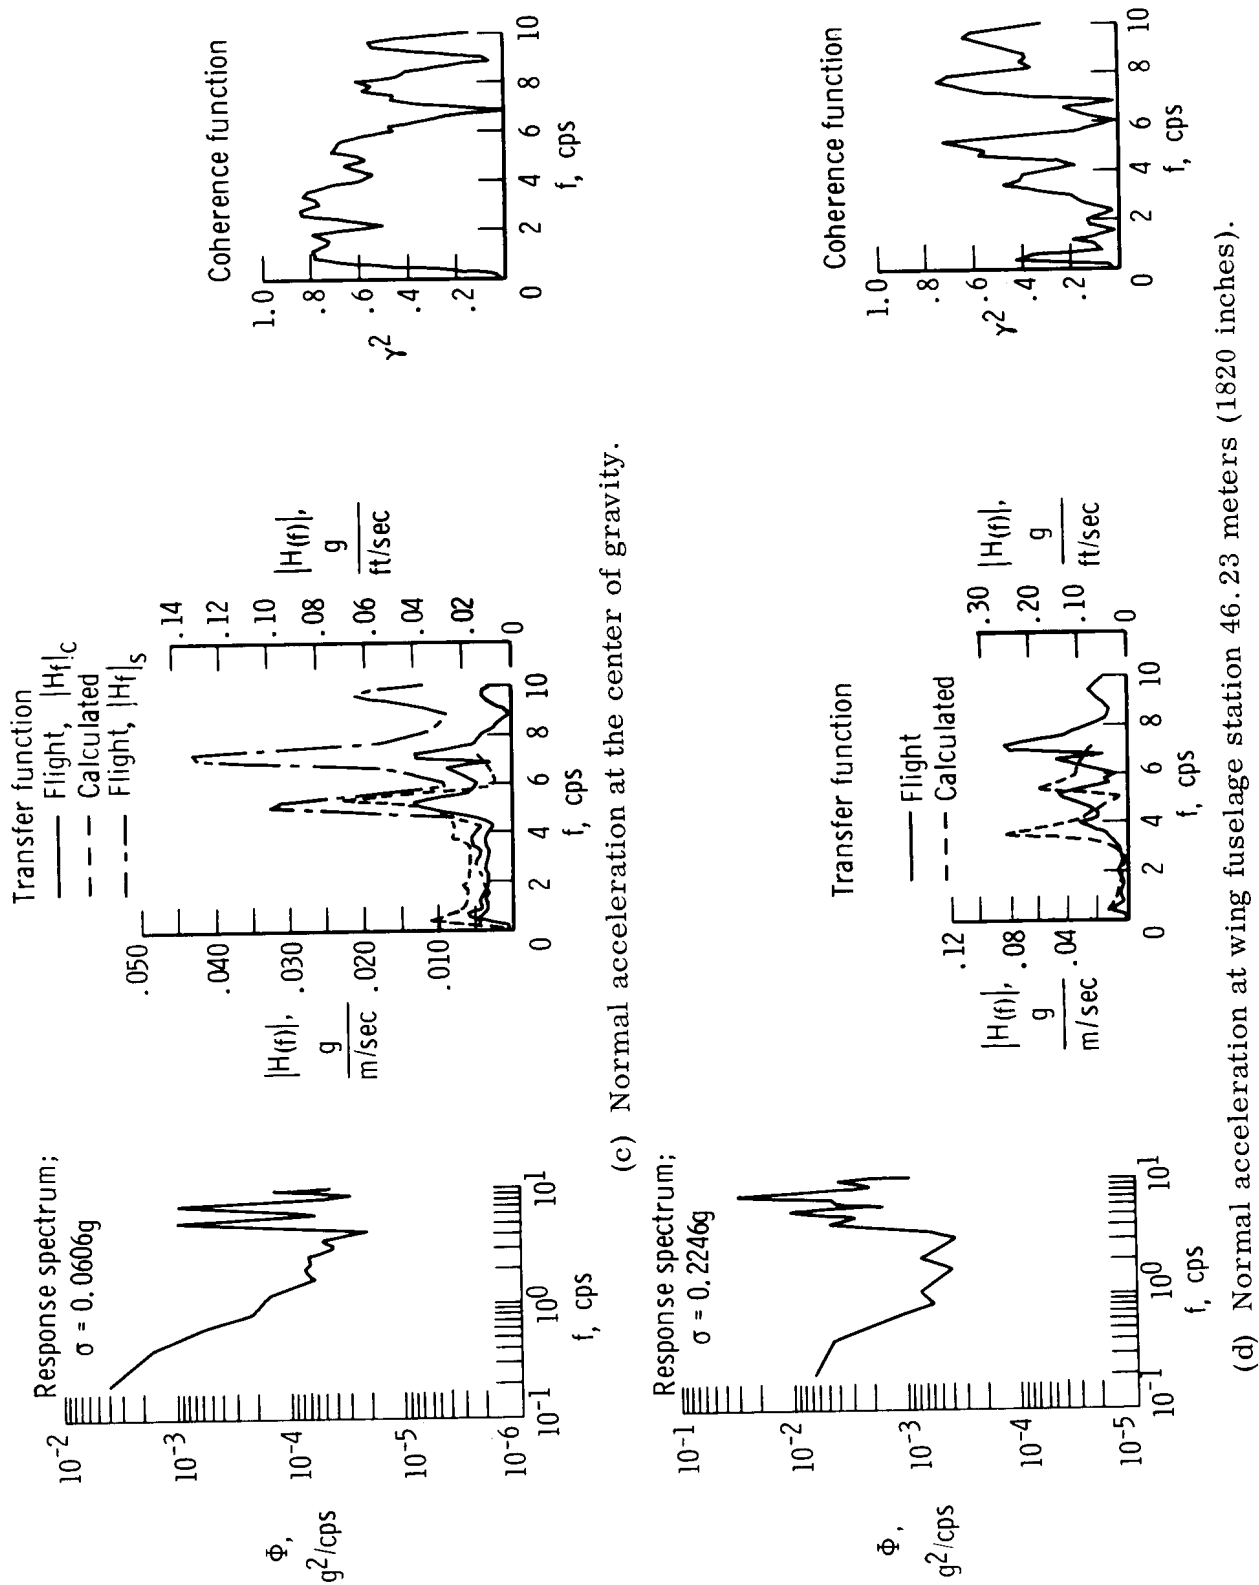 Response spectrum;
σ = 0.0606g
10-2
10-3
10-4
10-5
10-6
Φ,
g2/cps
10-1
100
101
f, cps
Transfer function
Flight, |Hf|c
Calculated
Flight, |Hf|s
.050
.040
.030
.020
.010
0
|H(f)|,
g
m/sec
2
4
6
8
10
f, cps
.14
.12
.10
.08
.06
.04
.02
0
|H(f)|,
g
ft/sec
Coherence function
1.0
.8
.6
.4
.2
0
γ2
2
4
6
8
10
f, cps
(c) Normal acceleration at the center of gravity.
Response spectrum;
σ = 0.2246g
10-1
10-2
10-3
10-4
10-5
Φ,
g2/cps
10-1
100
101
f, cps
Transfer function
Flight
Calculated
.12
.08
.04
0
|H(f)|,
g
m/sec
2
4
6
8
10
f, cps
.30
.20
.10
0
|H(f)|,
g
ft/sec
Coherence function
1.0
.8
.6
.4
.2
0
γ2
2
4
6
8
10
f, cps
(d) Normal acceleration at wing fuselage station 46.23 meters (1820 inches).